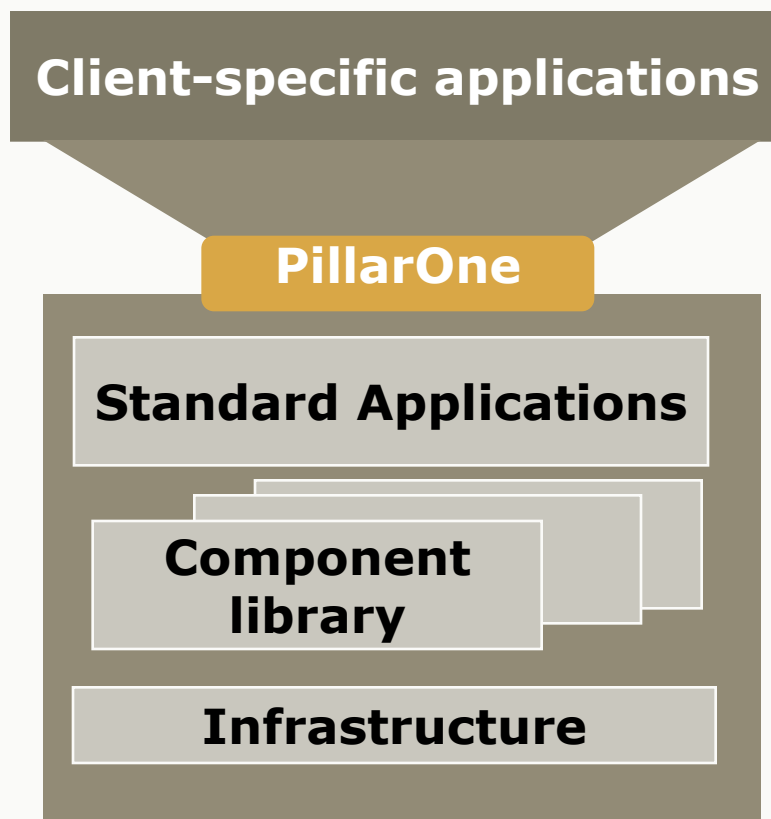 Client-specific applications
PillarOne
Standard Applications
Component
library
Infrastructure